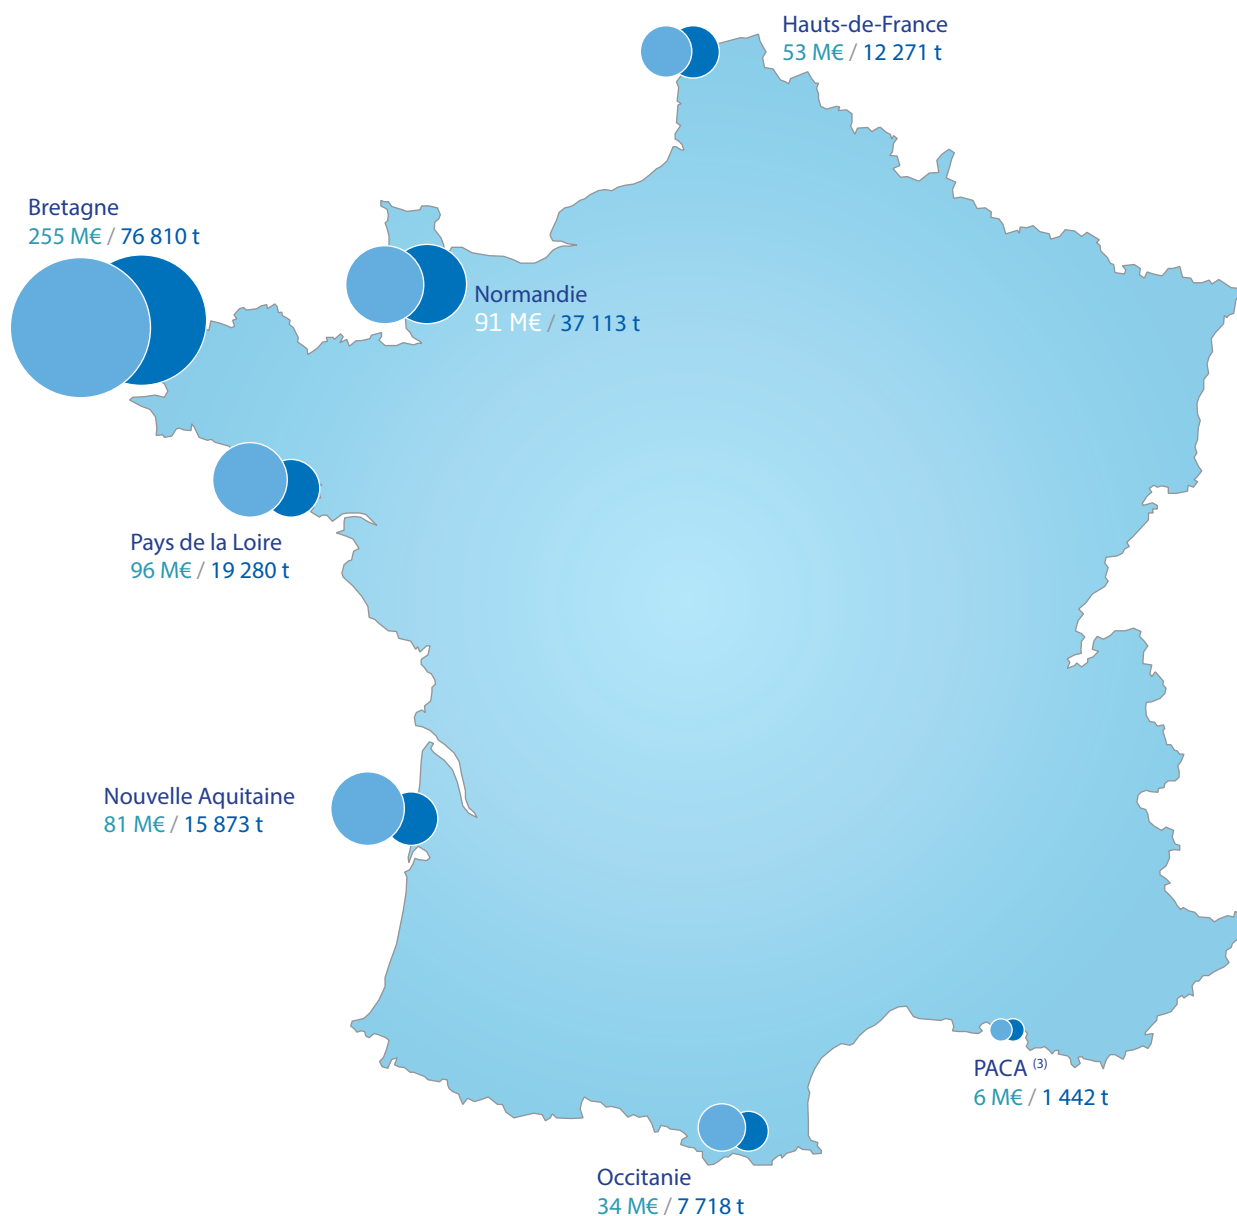 Hauts-de-France
53 M€ / 12 271 t
Bretagne
255 M€ / 76 810 t
Normandie
91 M€ / 37 113 t
Pays de la Loire
96 M€ / 19 280 t
Nouvelle Aquitaine
81 M€ / 15 873 t
PACA (3)
6 M€ / 1 442 t
Occitanie
34 M€ / 7 718 t